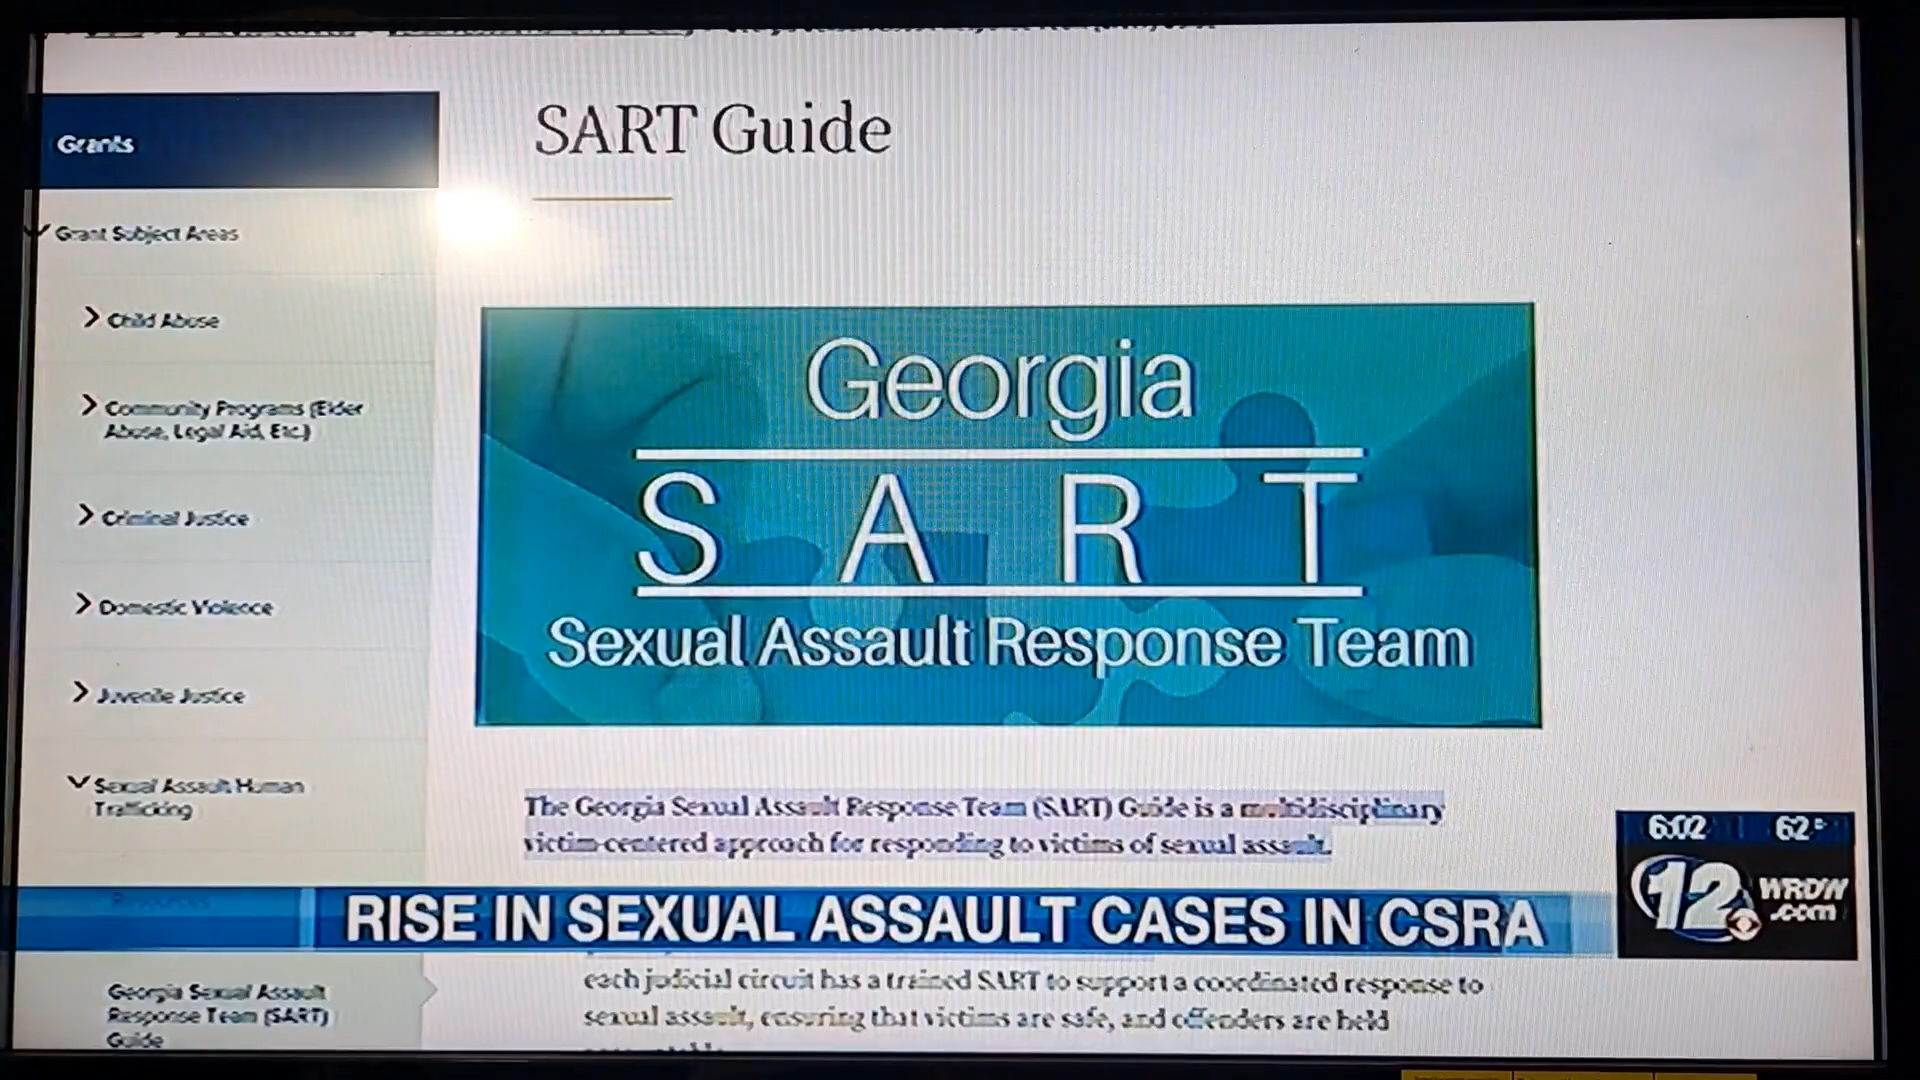 Grants
Grant Subject Areas
Child Abuse
Community Programs (Elder
Abuse, Legal Aid, Etc.)
Criminal Justice
Domestic Violence
Juvenile Justice
Sexual Assault Human
Trafficking
Resources
Georgia Sexual Assault
Response Team (SART)
Guide
SART Guide
Georgia
SART
Sexual Assault Response Team
The Georgia Sexual Assault Response Team (SART) Guide is a multidisciplinary
victim-centered approach for responding to victims of sexual assault.
RISE IN SEXUAL ASSAULT CASES IN CSRA
each judicial circuit has a trained SART to support a coordinated response to
sexual assault, ensuring that victims are safe, and offenders are held
6:02 62°
12 WRDW
.com